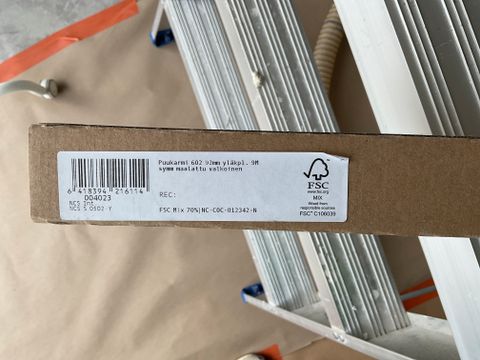 Puukarmi 602 92mm yläkpl. 9M
symm maalattu valkoinen
6 418394 216114
004023
NCS S 0502-Y
REC:
FSC Mix 70%|NC-COC-012342-N
FSC
www.fsc.org
MIX
Wood from
responsible sources
FSC® C106039